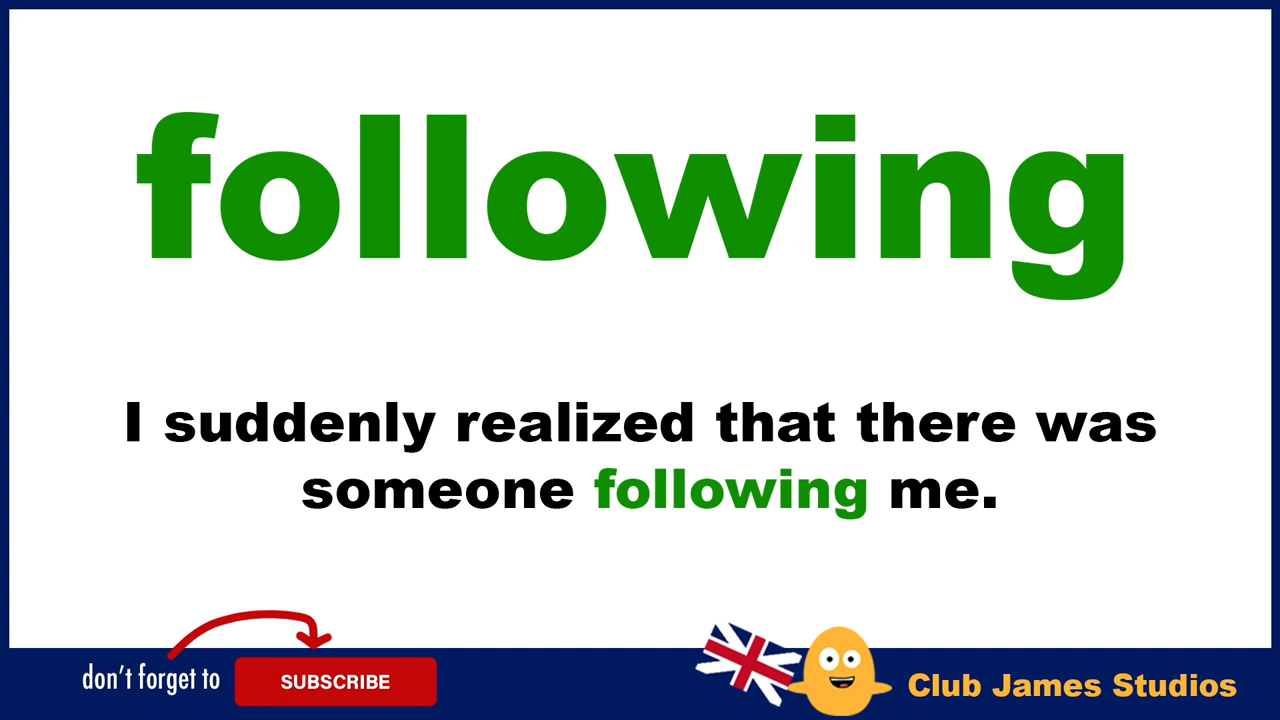 following
I suddenly realized that there was
someone following me.
don't forget to
SUBSCRIBE
Club James Studios